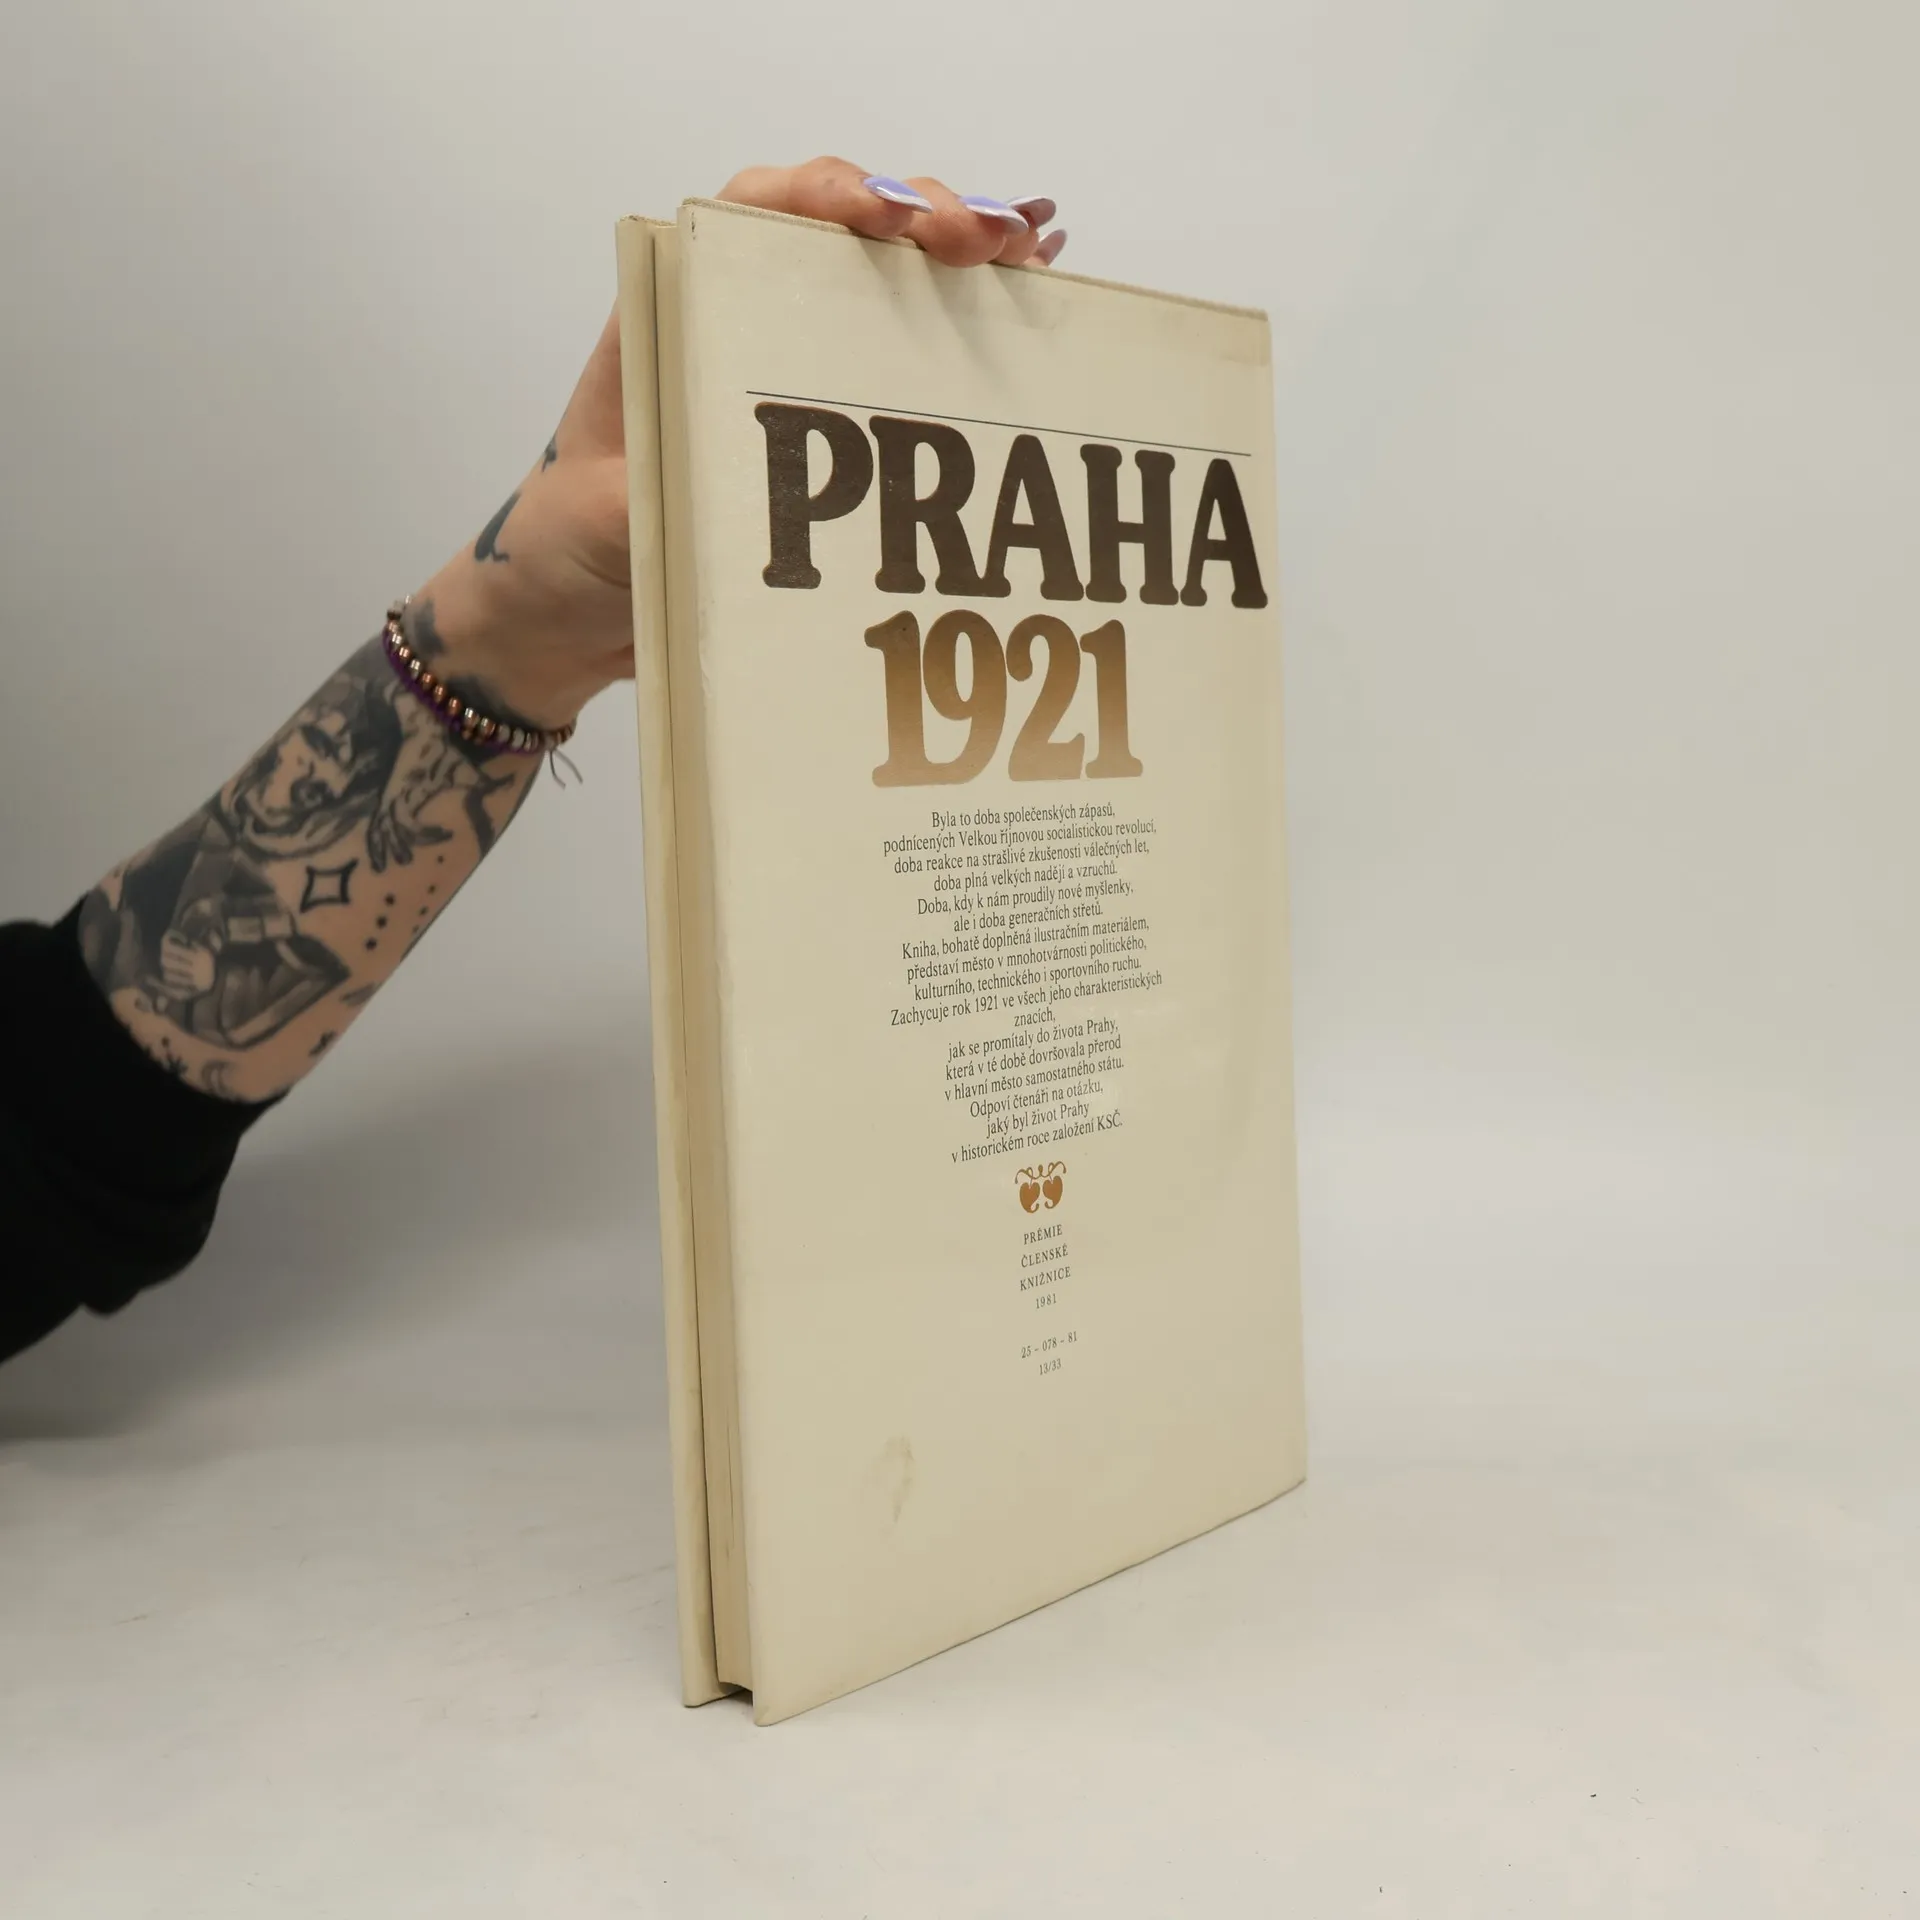 PRAHA
1921
Byla to doba společenských zápasů,
podnícených Velkou říjnovou socialistickou revolucí,
doba reakce na strašlivé zkušenosti válečných let,
doba plná velkých nadějí a vzruchů.
Doba, kdy k nám proudily nové myšlenky,
ale i doba generačních střetů.
Kniha, bohatě doplněná ilustračním materiálem,
představí město v mnohotvárnosti politického,
kulturního, technického i sportovního ruchu.
Zachycuje rok 1921 ve všech jeho charakteristických
znacích,
jak se promítaly do života Prahy,
která v té době dovršovala přerod
v hlavní město samostatného státu.
Odpoví čtenáři na otázku,
jaký byl život Prahy
v historickém roce založení KSČ.
PRÉMIE
ČLENSKÉ
KNIŽNICE
1981
25 – 078 – 81
13/33